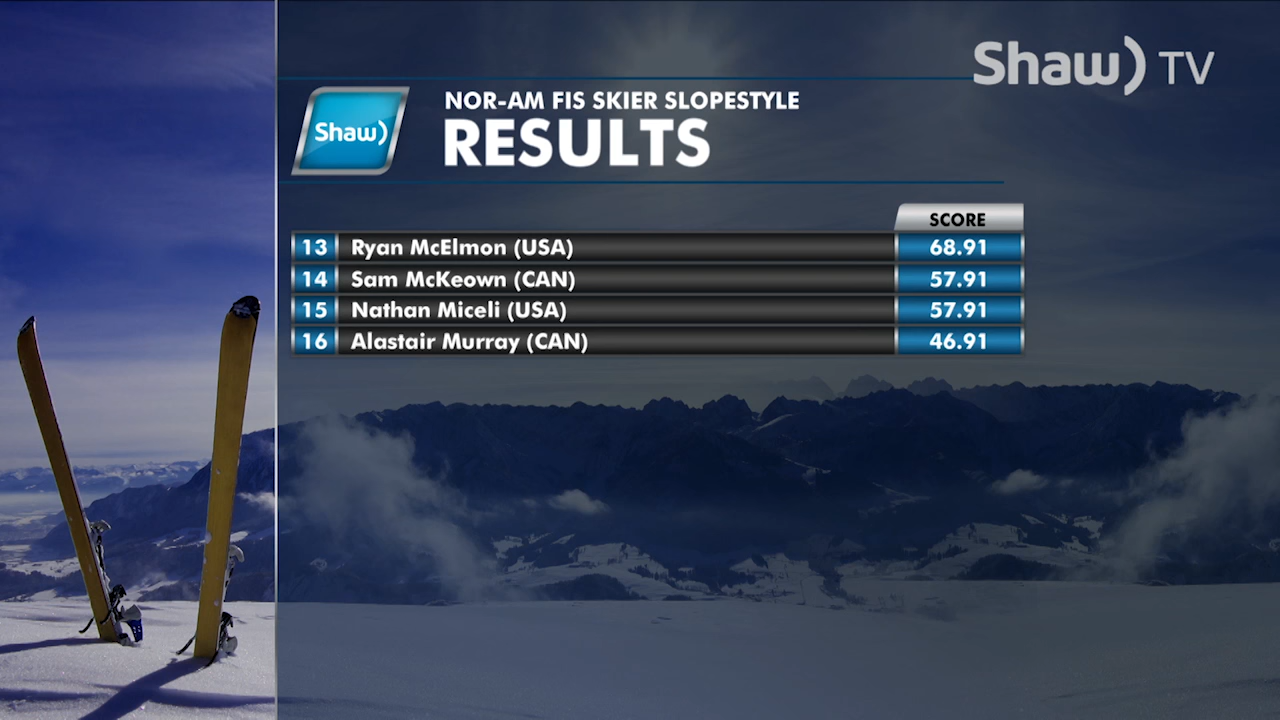 Shaw) TV
NOR-AM FIS SKIER SLOPESTYLE
Shaw)
RESULTS
SCORE
13 Ryan McElmon (USA) 68.91
14 Sam McKeown (CAN) 57.91
15 Nathan Miceli (USA) 57.91
16 Alastair Murray (CAN) 46.91